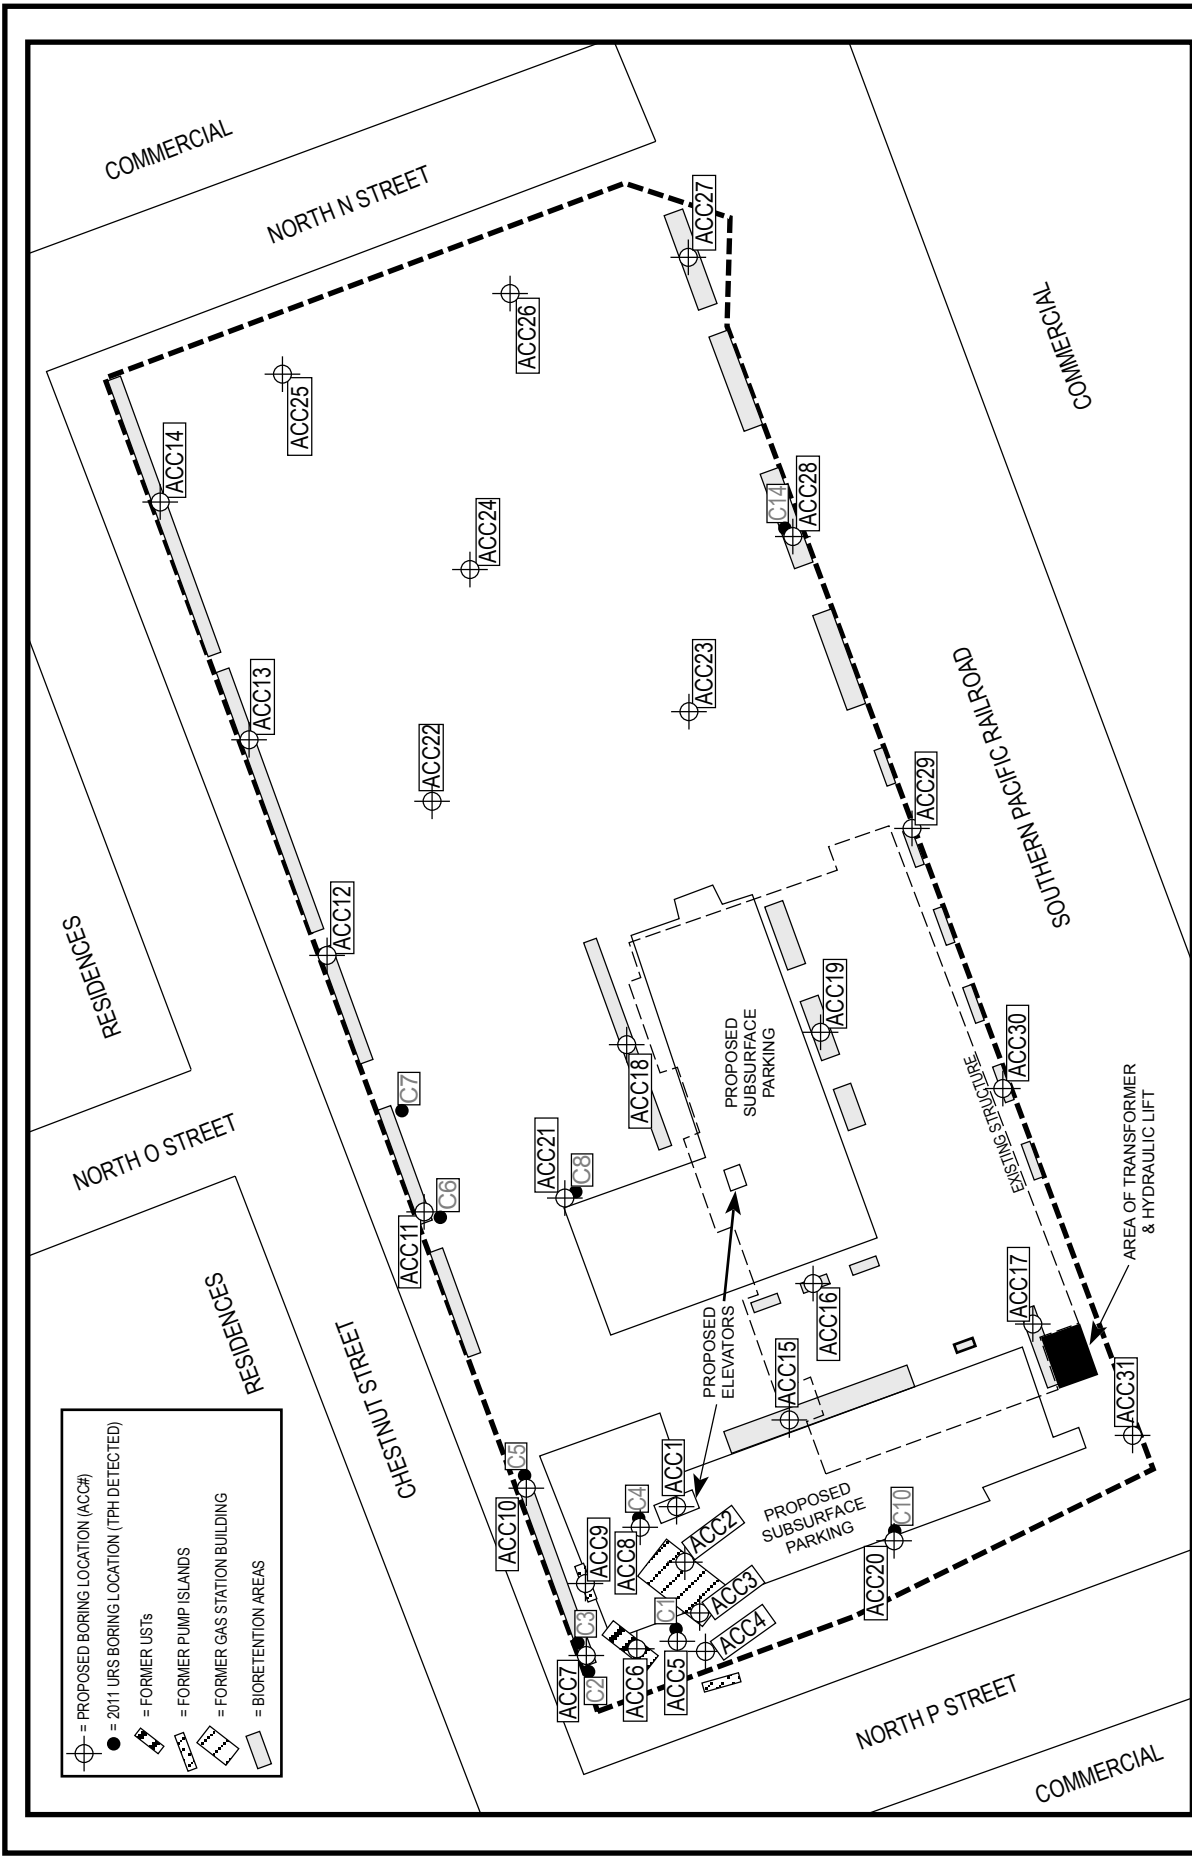 = PROPOSED BORING LOCATION (ACC#)
= 2011 URS BORING LOCATION (TPH DETECTED)
= FORMER USTs
= FORMER PUMP ISLANDS
= FORMER GAS STATION BUILDING
= BIORETENTION AREAS
RESIDENCES
NORTH O STREET
RESIDENCES
COMMERCIAL
NORTH N STREET
CHESTNUT STREET
ACC14
ACC25
ACC26
ACC27
ACC13
ACC24
C14
ACC28
ACC22
ACC23
ACC12
ACC29
C7
C6
ACC11
ACC21
C8
ACC18
ACC19
PROPOSED
SUBSURFACE
PARKING
SOUTHERN PACIFIC RAILROAD
COMMERCIAL
EXISTING STRUCTURE
ACC30
PROPOSED
ELEVATORS
ACC16
ACC15
ACC17
AREA OF TRANSFORMER
& HYDRAULIC LIFT
ACC31
C5
ACC10
ACC9
C4
ACC8
ACC1
ACC2
ACC3
ACC4
C3
ACC7
C2
ACC6
C1
ACC5
PROPOSED
SUBSURFACE
PARKING
C10
ACC20
NORTH P STREET
COMMERCIAL